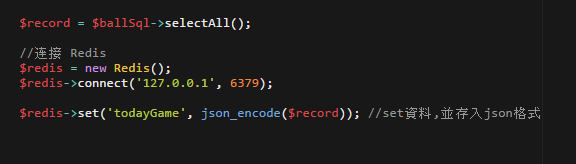 $record = $ballSql->selectAll();
//连接 Redis
$redis = new Redis();
$redis->connect('127.0.0.1', 6379);
$redis->set('todayGame', json_encode($record)); //set資料,並存入json格式